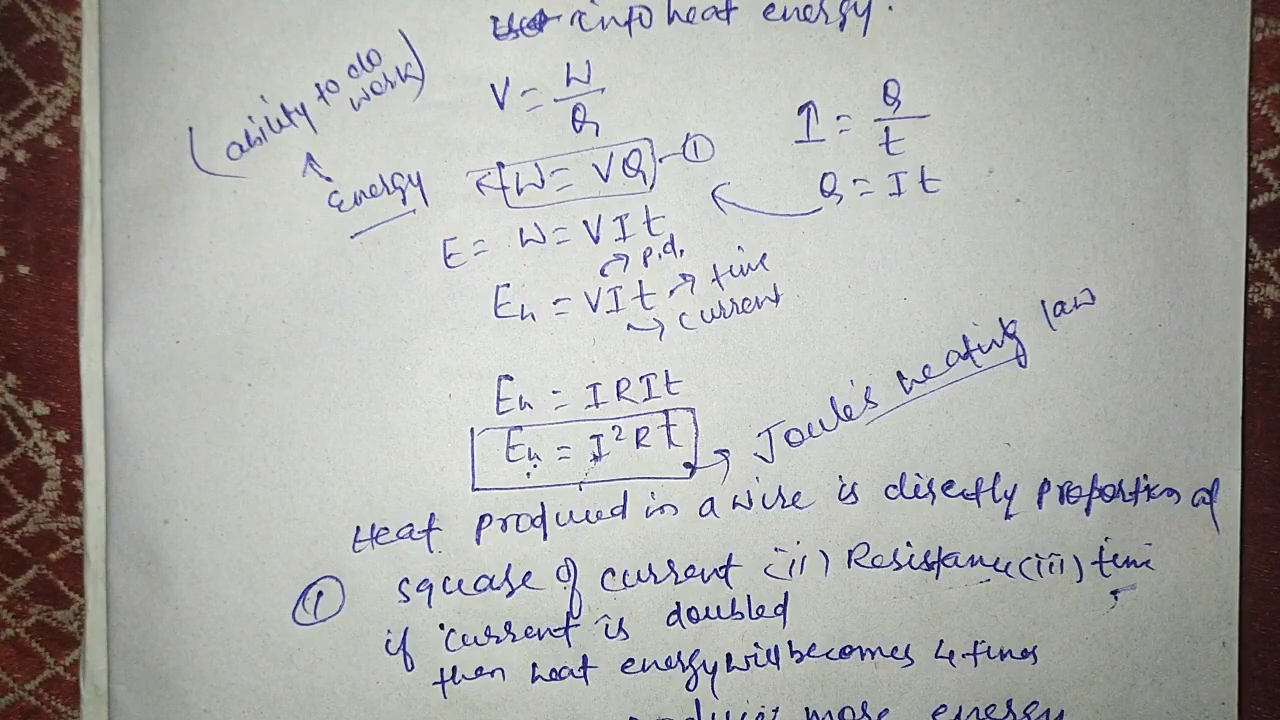 into heat energy.
(ability to do
work)
V = W/Q
I = Q/t
Energy
W = VQ - ①
Q = It
E = W = VIt
p.d.
time
Eh = VIt
current
Eh = IRIt
Eh = I²Rt
Joule's heating law
Heat produced in a wire is directly proportional
① square of current (ii) Resistance (iii) time
if current is doubled
then heat energy will becomes 4 times
more energy